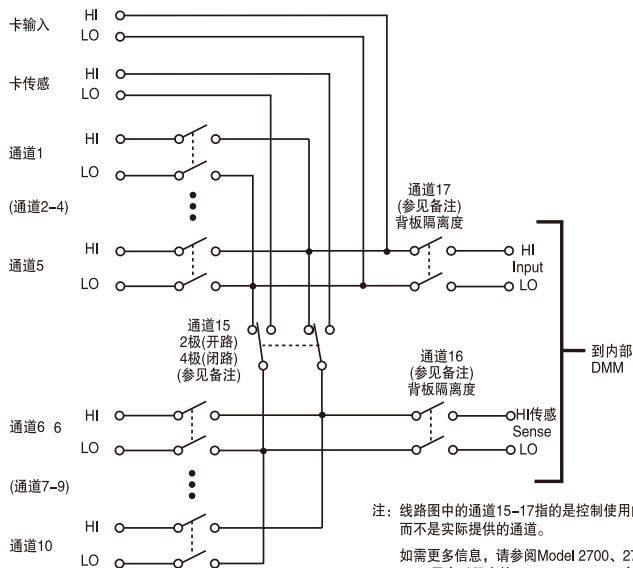 卡输入 HI
LO
卡传感 HI
LO
通道1 HI
LO
(通道2–4)
通道5 HI
LO
通道17
(参见备注)
背板隔离度
HI
Input
LO
通道15
2极(开路)
4极(闭路)
(参见备注)
通道16
(参见备注)
背板隔离度
到内部
DMM
通道6 6 HI
LO
HI传感
Sense
LO
(通道7–9)
通道10 HI
LO
注：线路图中的通道15–17指的是控制使用的
而不是实际提供的通道。
如需更多信息，请参阅Model 2700、27